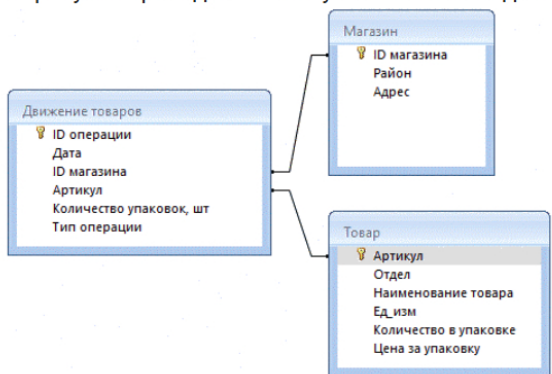 Движение товаров
ID операции
Дата
ID магазина
Артикул
Количество упаковок, шт
Тип операции
Магазин
ID магазина
Район
Адрес
Товар
Артикул
Отдел
Наименование товара
Ед_изм
Количество в упаковке
Цена за упаковку